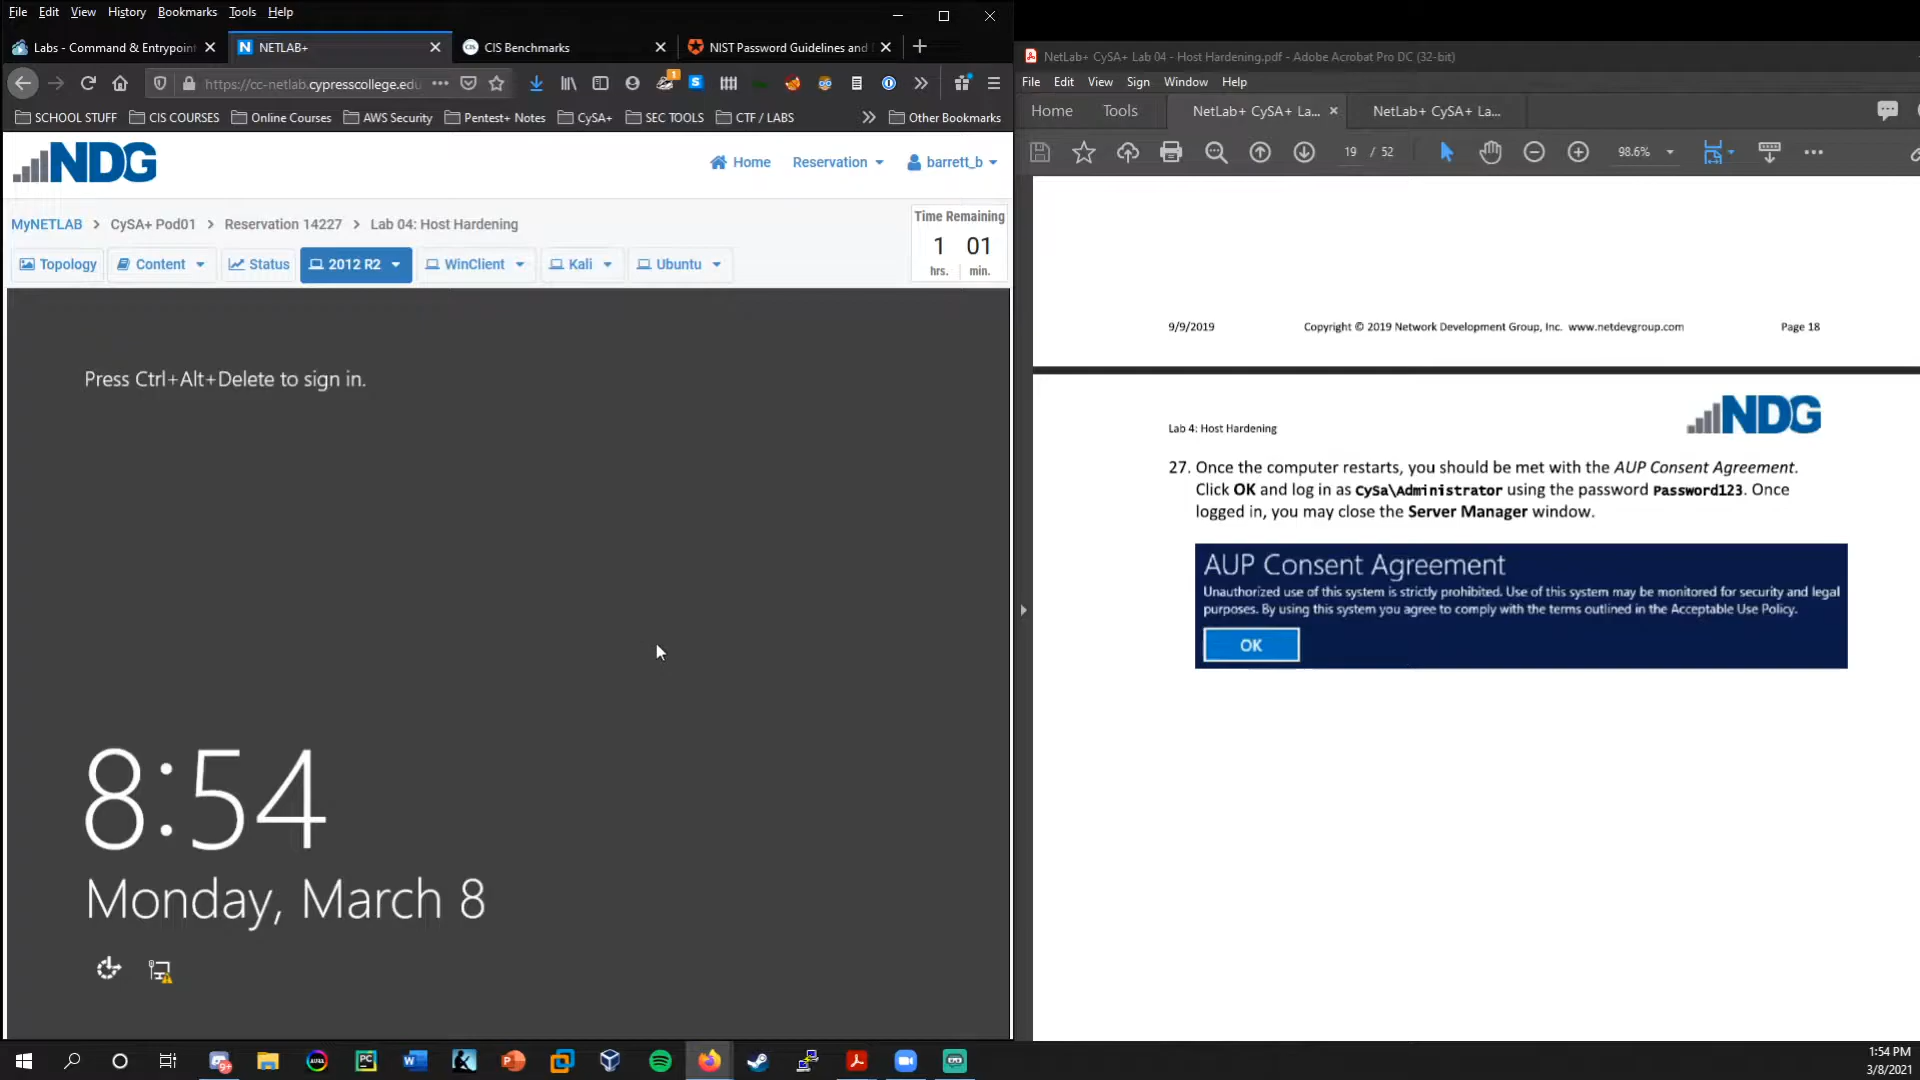 File Edit View History Bookmarks Tools Help
Labs - Command & Entrypoin
NETLAB+
CIS Benchmarks
NIST Password Guidelines and
https://cc-netlab.cypresscollege.edu
SCHOOL STUFF CIS COURSES Online Courses AWS Security Pentest+ Notes CySA+ SEC TOOLS CTF / LABS Other Bookmarks
NDG
Home Reservation barrett_b
MyNETLAB > CySA+ Pod01 > Reservation 14227 > Lab 04: Host Hardening
Time Remaining
1 01
hrs. min.
Topology Content Status 2012 R2 WinClient Kali Ubuntu
Press Ctrl+Alt+Delete to sign in.
8:54
Monday, March 8
NetLab+ CySA+ Lab 04 - Host Hardening.pdf - Adobe Acrobat Pro DC (32-bit)
File Edit View Sign Window Help
Home Tools NetLab+ CySA+ La... NetLab+ CySA+ La...
19 / 52 98.6%
9/9/2019 Copyright © 2019 Network Development Group, Inc. www.netdevgroup.com Page 18
NDG
Lab 4: Host Hardening
27. Once the computer restarts, you should be met with the AUP Consent Agreement.
Click OK and log in as CySa\Administrator using the password Password123. Once
logged in, you may close the Server Manager window.
AUP Consent Agreement
Unauthorized use of this system is strictly prohibited. Use of this system may be monitored for security and legal
purposes. By using this system you agree to comply with the terms outlined in the Acceptable Use Policy.
OK
1:54 PM
3/8/2021